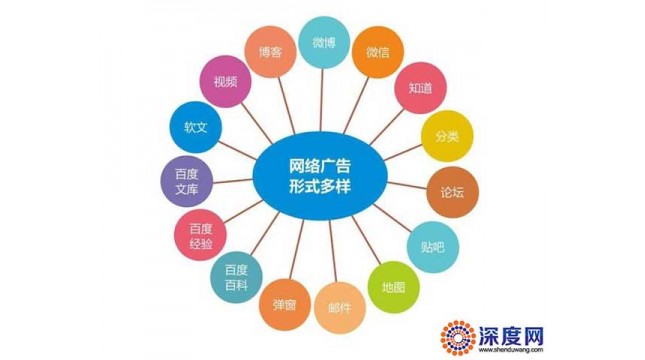 网络广告
形式多样
微博
微信
知道
分类
论坛
贴吧
地图
邮件
弹窗
百度
百科
百度
经验
百度
文库
软文
视频
博客
深度网
www.shenduwang.com